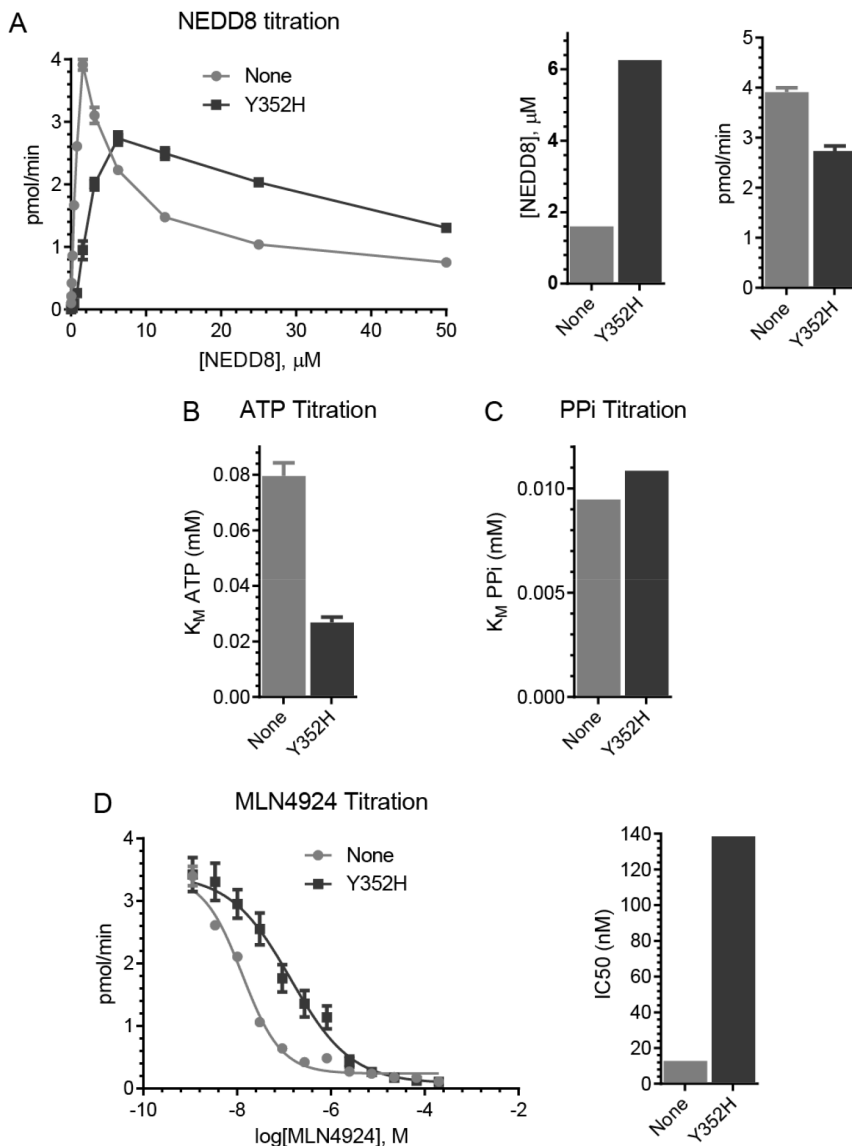 A
NEDD8 titration
None
Y352H
pmol/min
4
3
2
1
0
0 10 20 30 40 50
[NEDD8], μM
[NEDD8], μM
6
4
2
0
None
Y352H
pmol/min
5
4
3
2
1
0
None
Y352H
B ATP Titration
K_M ATP (mM)
0.08
0.06
0.04
0.02
0.00
None
Y352H
C PPi Titration
K_M PPi (mM)
0.010
0.005
0.000
None
Y352H
D MLN4924 Titration
None
Y352H
pmol/min
4
3
2
1
0
-10 -8 -6 -4 -2
log[MLN4924], M
IC50 (nM)
140
120
100
80
60
40
20
0
None
Y352H